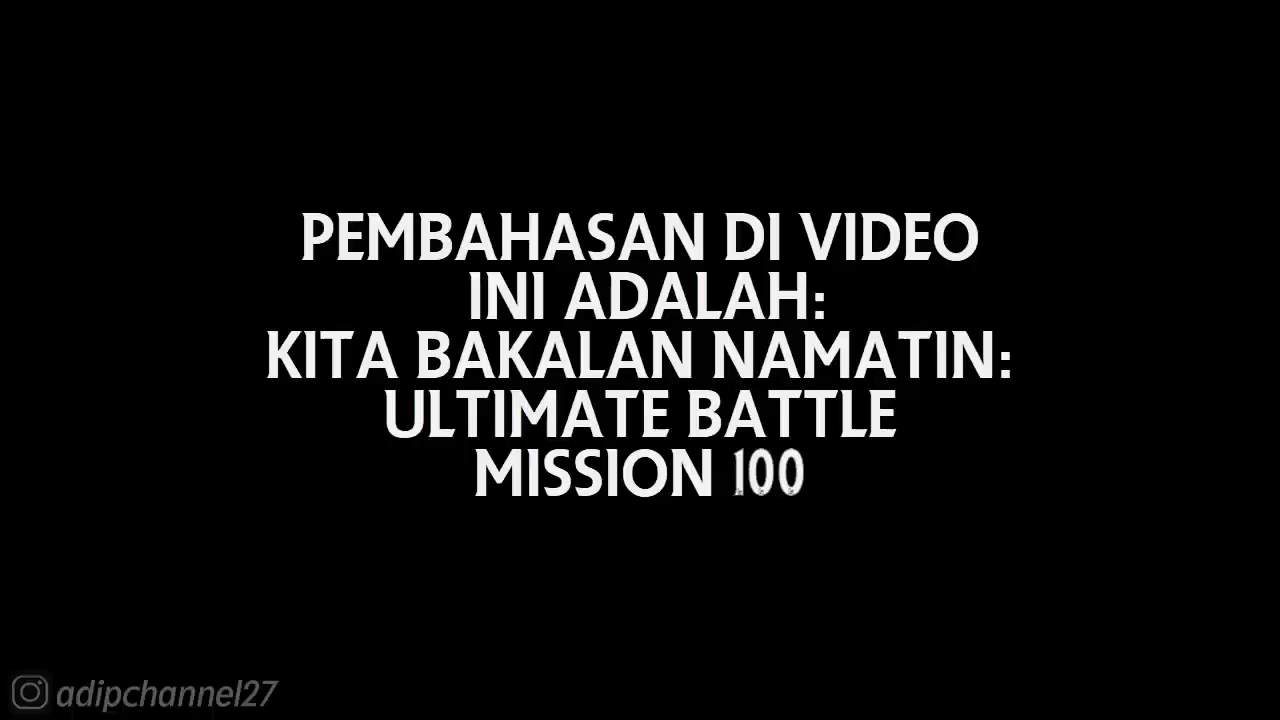 PEMBAHASAN DI VIDEO
INI ADALAH:
KITA BAKALAN NAMATIN:
ULTIMATE BATTLE
MISSION 100
adipchannel27